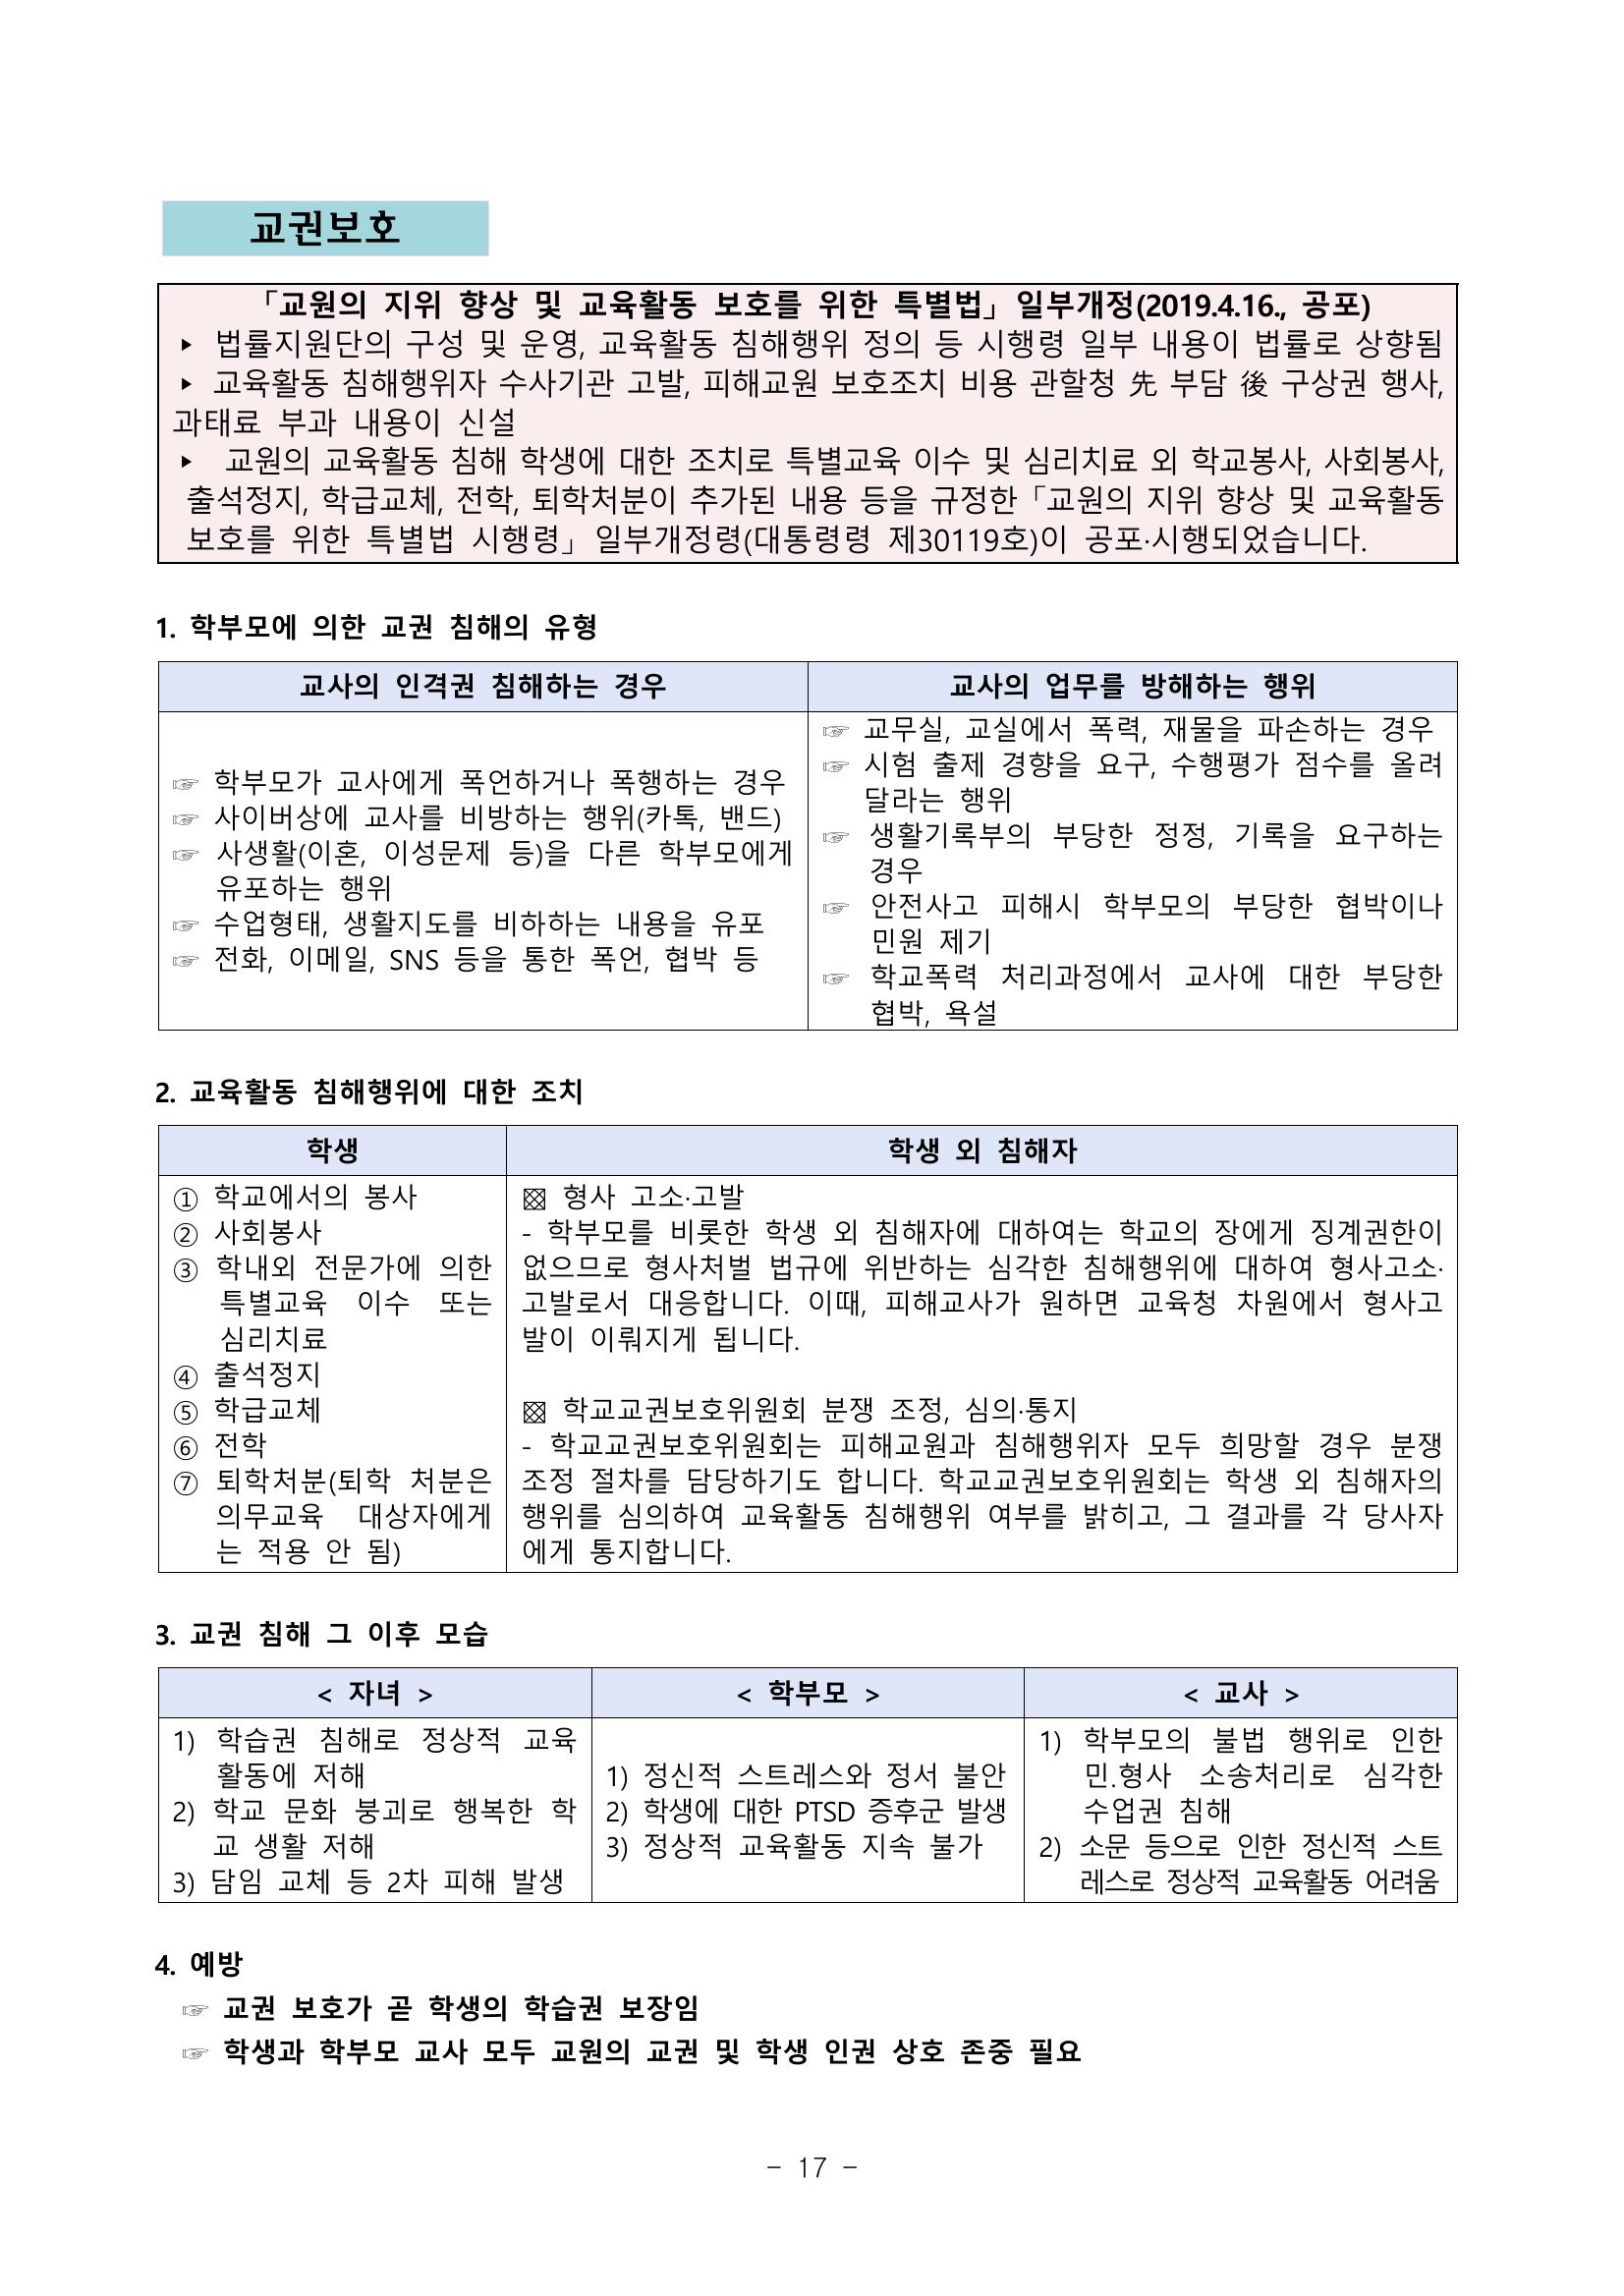 교권보호
「교원의 지위 향상 및 교육활동 보호를 위한 특별법」일부개정(2019.4.16., 공포)
‣ 법률지원단의 구성 및 운영, 교육활동 침해행위 정의 등 시행령 일부 내용이 법률로 상향됨
‣ 교육활동 침해행위자 수사기관 고발, 피해교원 보호조치 비용 관할청 先 부담 後 구상권 행사,
과태료 부과 내용이 신설
‣ 교원의 교육활동 침해 학생에 대한 조치로 특별교육 이수 및 심리치료 외 학교봉사, 사회봉사,
출석정지, 학급교체, 전학, 퇴학처분이 추가된 내용 등을 규정한「교원의 지위 향상 및 교육활동
보호를 위한 특별법 시행령」일부개정령(대통령령 제30119호)이 공포·시행되었습니다.
1. 학부모에 의한 교권 침해의 유형
교사의 인격권 침해하는 경우
☞ 학부모가 교사에게 폭언하거나 폭행하는 경우
☞ 사이버상에 교사를 비방하는 행위(카톡, 밴드)
☞ 사생활(이혼, 이성문제 등)을 다른 학부모에게
유포하는 행위
☞ 수업형태, 생활지도를 비하하는 내용을 유포
☞ 전화, 이메일, SNS 등을 통한 폭언, 협박 등
교사의 업무를 방해하는 행위
☞ 교무실, 교실에서 폭력, 재물을 파손하는 경우
☞ 시험 출제 경향을 요구, 수행평가 점수를 올려
달라는 행위
☞ 생활기록부의 부당한 정정, 기록을 요구하는
경우
☞ 안전사고 피해시 학부모의 부당한 협박이나
민원 제기
☞ 학교폭력 처리과정에서 교사에 대한 부당한
협박, 욕설
2. 교육활동 침해행위에 대한 조치
학생
① 학교에서의 봉사
② 사회봉사
③ 학내외 전문가에 의한
특별교육 이수 또는
심리치료
④ 출석정지
⑤ 학급교체
⑥ 전학
⑦ 퇴학처분(퇴학 처분은
의무교육 대상자에게
는 적용 안 됨)
학생 외 침해자
▩ 형사 고소·고발
- 학부모를 비롯한 학생 외 침해자에 대하여는 학교의 장에게 징계권한이
없으므로 형사처벌 법규에 위반하는 심각한 침해행위에 대하여 형사고소·
고발로서 대응합니다. 이때, 피해교사가 원하면 교육청 차원에서 형사고
발이 이뤄지게 됩니다.
▩ 학교교권보호위원회 분쟁 조정, 심의·통지
- 학교교권보호위원회는 피해교원과 침해행위자 모두 희망할 경우 분쟁
조정 절차를 담당하기도 합니다. 학교교권보호위원회는 학생 외 침해자의
행위를 심의하여 교육활동 침해행위 여부를 밝히고, 그 결과를 각 당사자
에게 통지합니다.
3. 교권 침해 그 이후 모습
< 자녀 >
1) 학습권 침해로 정상적 교육
활동에 저해
2) 학교 문화 붕괴로 행복한 학
교 생활 저해
3) 담임 교체 등 2차 피해 발생
< 학부모 >
1) 정신적 스트레스와 정서 불안
2) 학생에 대한 PTSD 증후군 발생
3) 정상적 교육활동 지속 불가
< 교사 >
1) 학부모의 불법 행위로 인한
민.형사 소송처리로 심각한
수업권 침해
2) 소문 등으로 인한 정신적 스트
레스로 정상적 교육활동 어려움
4. 예방
☞ 교권 보호가 곧 학생의 학습권 보장임
☞ 학생과 학부모 교사 모두 교원의 교권 및 학생 인권 상호 존중 필요
- 17 -